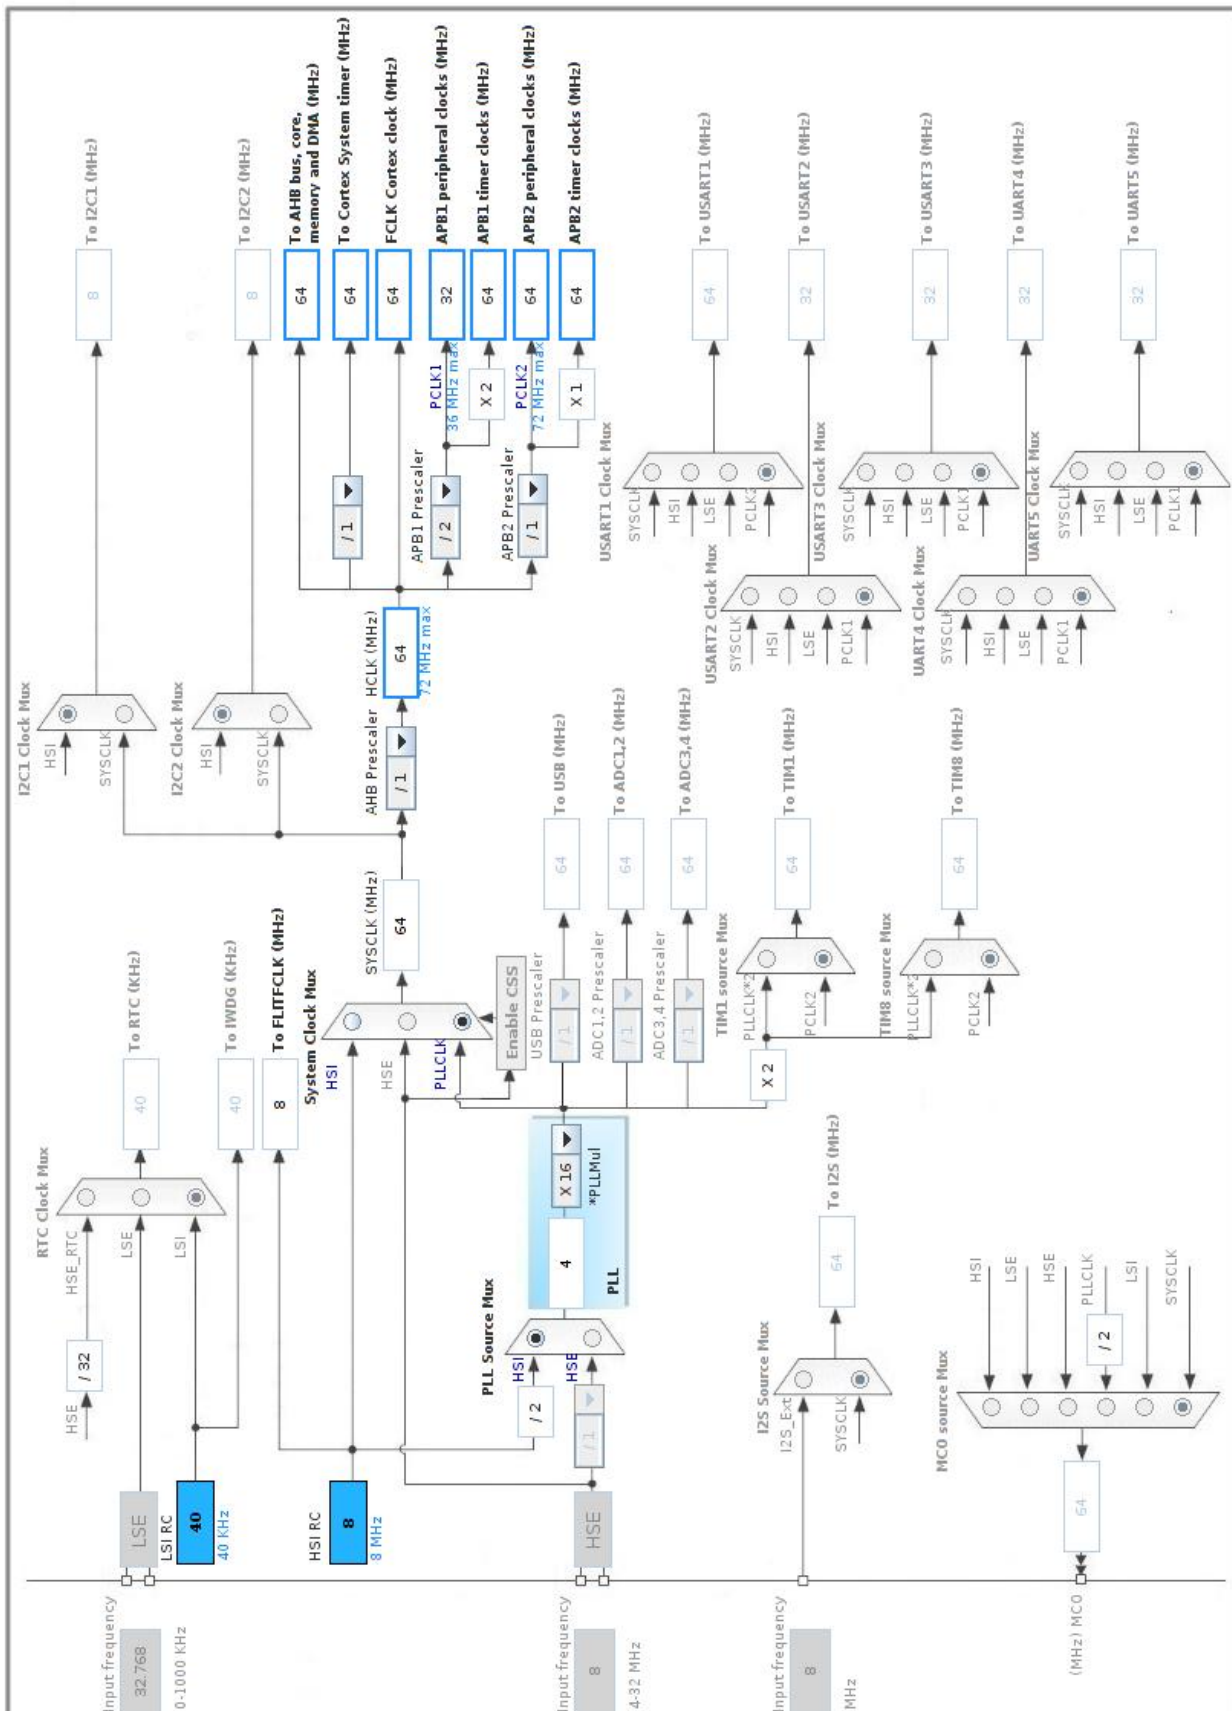 Input frequency
32.768
0-1000 KHz
LSE
LSI RC
40
40 KHz
HSE
/ 32
HSE_RTC
LSE
LSI
RTC Clock Mux
40
To RTC (KHz)
40
To IWDG (KHz)
8
To FLITFCLK (MHz)
HSI RC
8
8 MHz
Input frequency
8
4-32 MHz
HSE
/ 2
/ 1
PLL Source Mux
HSI
HSE
4
X 16
*PLLMul
PLL
System Clock Mux
HSI
HSE
PLLCLK
Enable CSS
SYSCLK (MHz)
64
AHB Prescaler
/ 1
HCLK (MHz)
64
72 MHz max
I2C1 Clock Mux
HSI
SYSCLK
8
To I2C1 (MHz)
I2C2 Clock Mux
HSI
SYSCLK
8
To I2C2 (MHz)
64
To AHB bus, core,
memory and DMA (MHz)
/ 1
64
To Cortex System timer (MHz)
64
FCLK Cortex clock (MHz)
APB1 Prescaler
/ 2
PCLK1
36 MHz max
32
APB1 peripheral clocks (MHz)
X 2
64
APB1 timer clocks (MHz)
APB2 Prescaler
/ 1
PCLK2
72 MHz max
64
APB2 peripheral clocks (MHz)
X 1
64
APB2 timer clocks (MHz)
USB Prescaler
/ 1
64
To USB (MHz)
ADC1,2 Prescaler
/ 1
64
To ADC1,2 (MHz)
ADC3,4 Prescaler
/ 1
64
To ADC3,4 (MHz)
X 2
TIM1 source Mux
PLLCLK*2
PCLK2
64
To TIM1 (MHz)
TIM8 source Mux
PLLCLK*2
PCLK2
64
To TIM8 (MHz)
USART1 Clock Mux
SYSCLK
HSI
LSE
PCLK2
64
To USART1 (MHz)
USART2 Clock Mux
SYSCLK
HSI
LSE
PCLK1
32
To USART2 (MHz)
USART3 Clock Mux
SYSCLK
HSI
LSE
PCLK1
32
To USART3 (MHz)
UART4 Clock Mux
SYSCLK
HSI
LSE
PCLK1
32
To UART4 (MHz)
UART5 Clock Mux
SYSCLK
HSI
LSE
PCLK1
32
To UART5 (MHz)
Input frequency
8
MHz
I2S Source Mux
I2S_Ext
SYSCLK
64
To I2S (MHz)
MCO source Mux
HSI
LSE
HSE
PLLCLK
/ 2
LSI
SYSCLK
64
(MHz) MCO